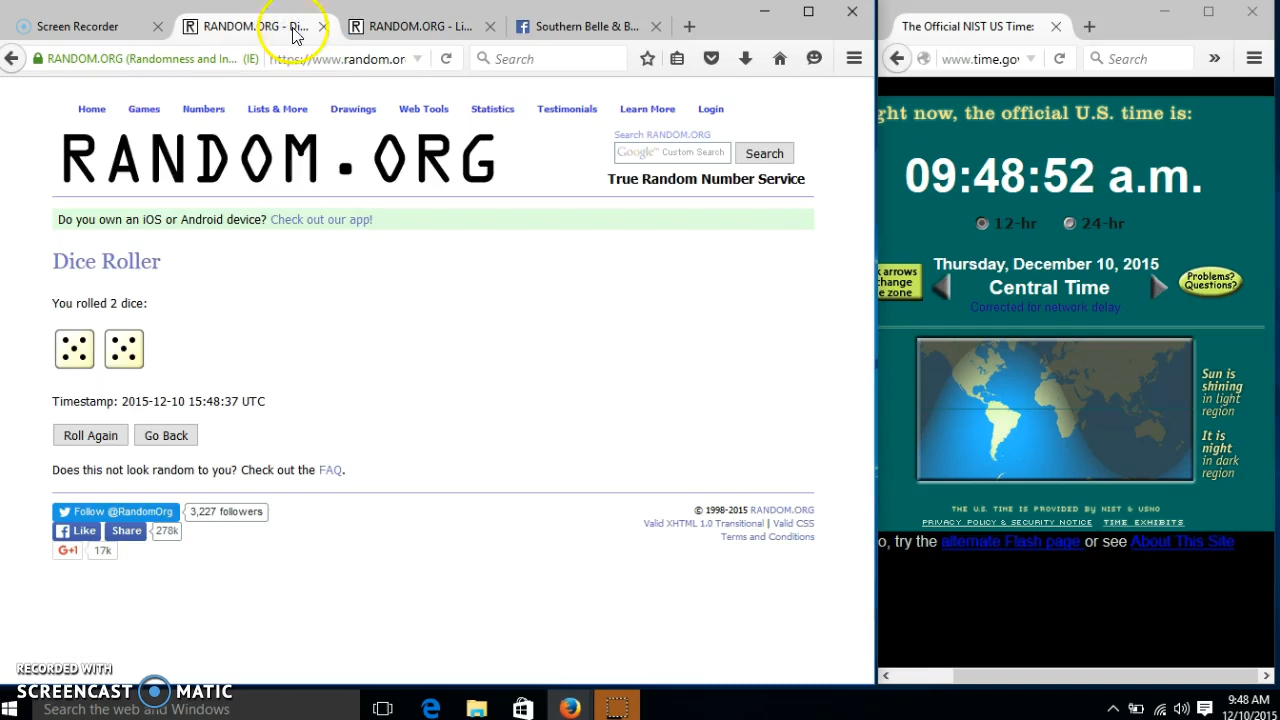 Screen Recorder
RANDOM.ORG - Di...
RANDOM.ORG - Li...
Southern Belle & B...
RANDOM.ORG (Randomness and In... (IE)
https://www.random.or
Search
Home Games Numbers Lists & More Drawings Web Tools Statistics Testimonials Learn More Login
RANDOM.ORG
Search RANDOM.ORG
Google™ Custom Search
Search
True Random Number Service
Do you own an iOS or Android device? Check out our app!
Dice Roller
You rolled 2 dice:
Timestamp: 2015-12-10 15:48:37 UTC
Roll Again
Go Back
Does this not look random to you? Check out the FAQ.
Follow @RandomOrg
3,227 followers
Like
Share
278k
G+1
17k
© 1998-2015 RANDOM.ORG
Valid XHTML 1.0 Transitional | Valid CSS
Terms and Conditions
RECORDED WITH
SCREENCAST MATIC
Search the web and Windows
The Official NIST US Time:
www.time.gov
Search
ght now, the official U.S. time is:
09:48:52 a.m.
12-hr 24-hr
k arrows
change
e zone
Thursday, December 10, 2015
Central Time
Corrected for network delay
Problems?
Questions?
Sun is
shining
in light
region
It is
night
in dark
region
THE U.S. TIME IS PROVIDED BY NIST & USNO
PRIVACY POLICY & SECURITY NOTICE TIME EXHIBITS
o, try the alternate Flash page or see About This Site
9:48 AM
12/10/2015